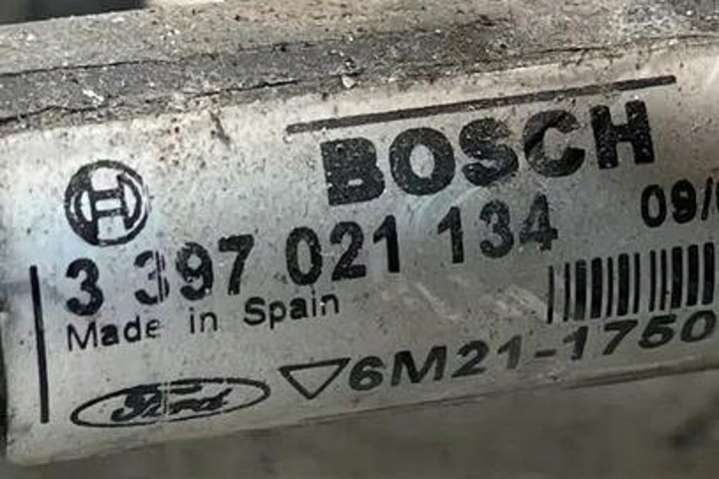 BOSCH
3 397 021 134 09/
Made in Spain
Ford 6M21-1750